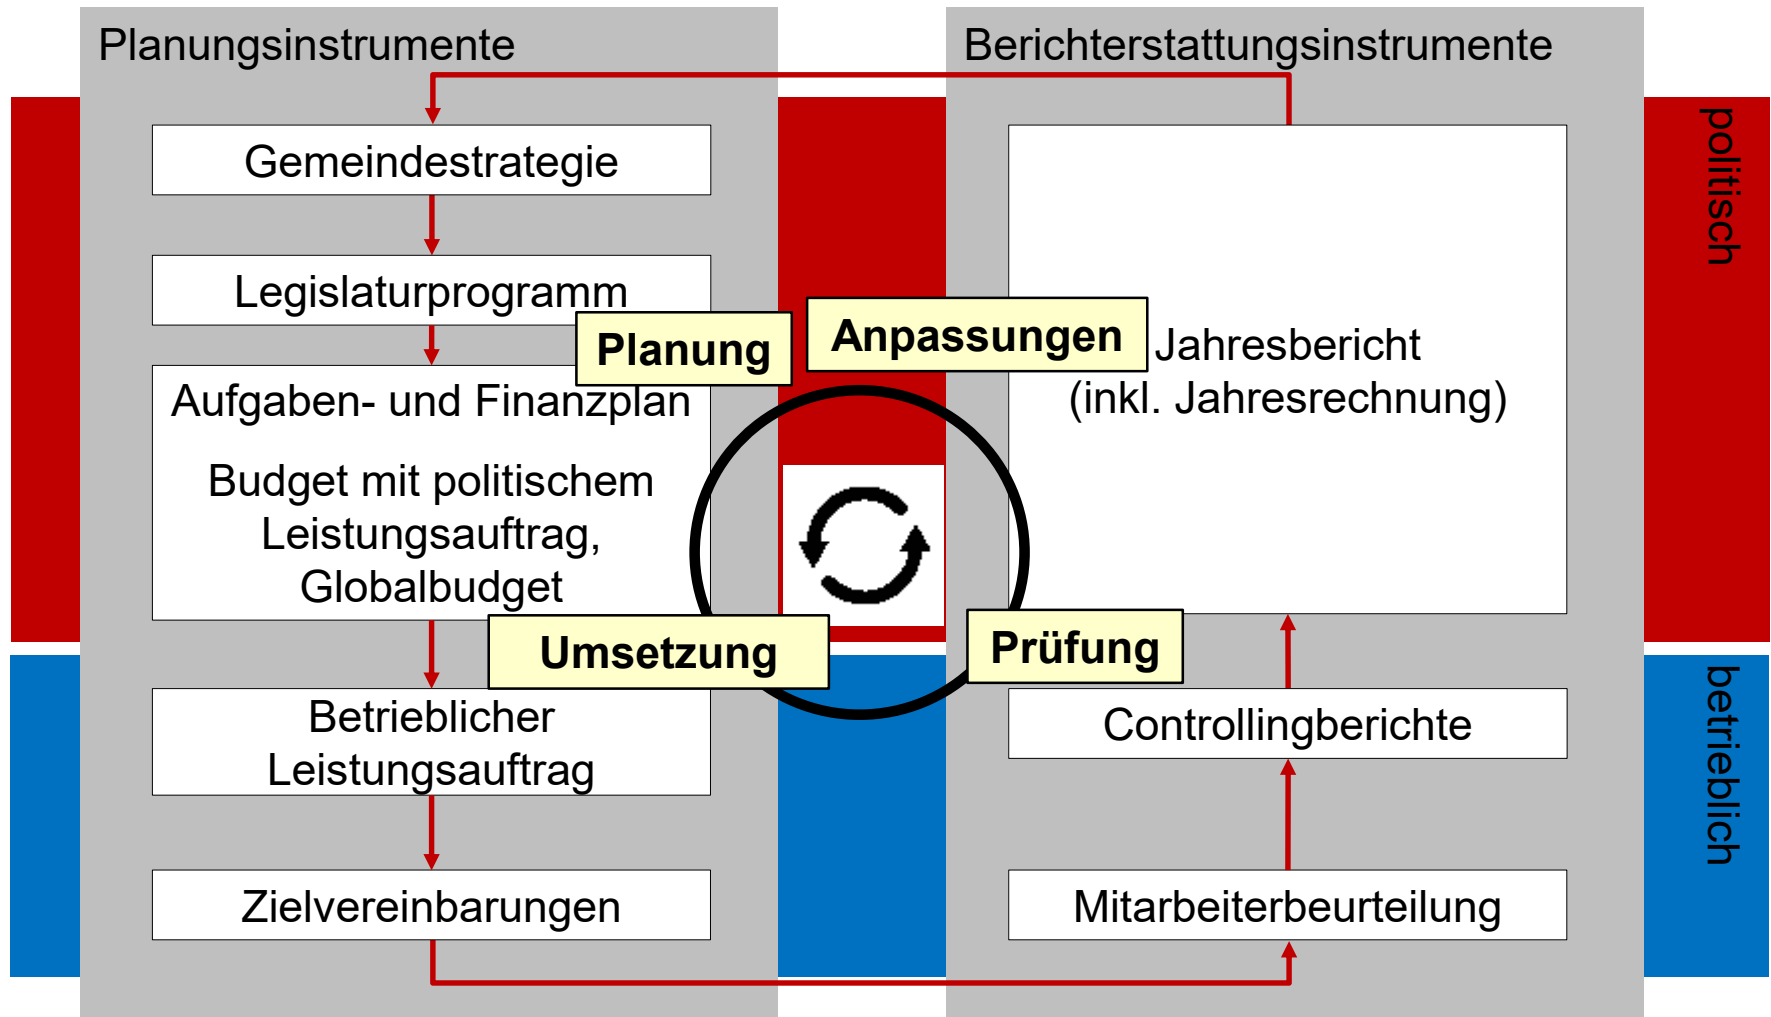 Planungsinstrumente
Berichterstattungsinstrumente
politisch
Gemeindestrategie
Legislaturprogramm
Planung
Anpassungen
Aufgaben- und Finanzplan
Budget mit politischem
Leistungsauftrag,
Globalbudget
Jahresbericht
(inkl. Jahresrechnung)
Umsetzung
Prüfung
betrieblich
Betrieblicher
Leistungsauftrag
Controllingberichte
Zielvereinbarungen
Mitarbeiterbeurteilung